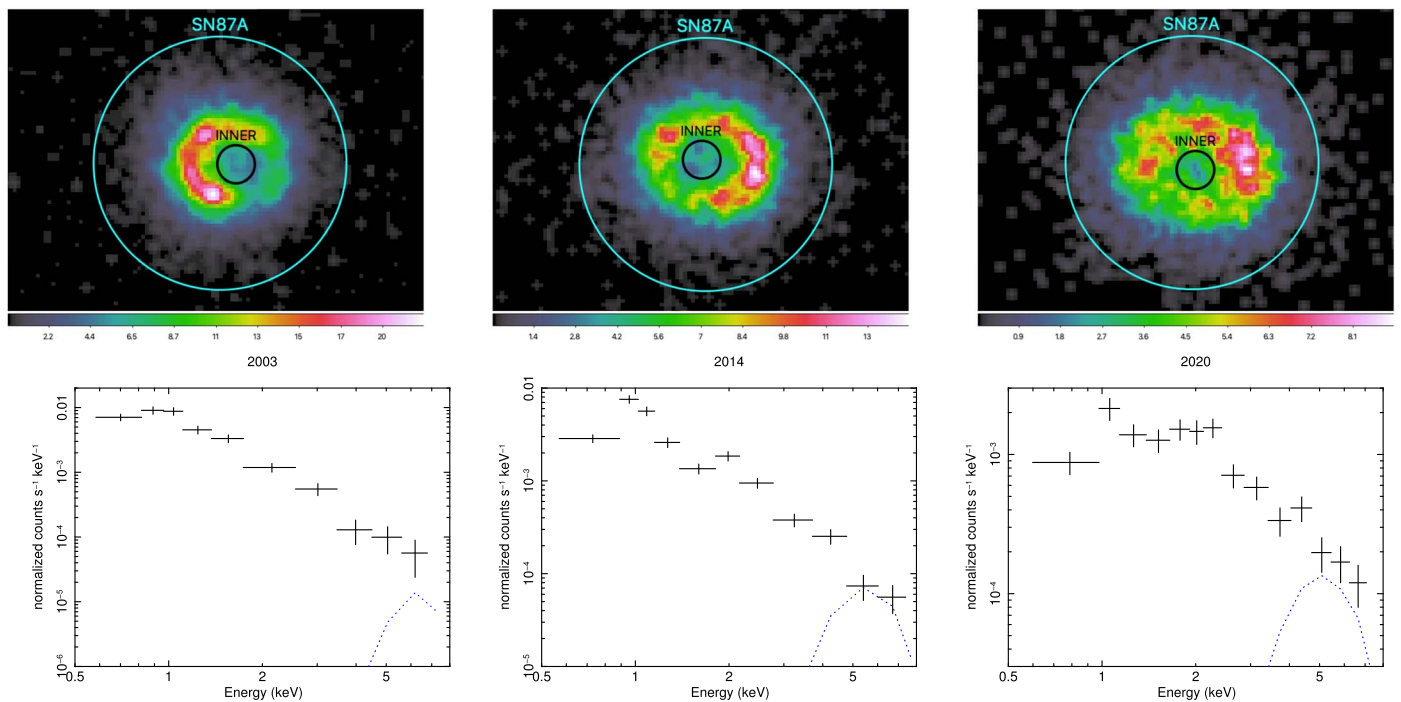 SN87A SN87A SN87A
INNER INNER INNER
2.2 4.4 6.5 8.7 11 13 15 17 20
1.4 2.8 4.2 5.6 7 8.4 9.8 11 13
0.9 1.8 2.7 3.6 4.5 5.4 6.3 7.2 8.1
2003 2014 2020
normalized counts s⁻¹ keV⁻¹
0.01
10⁻³
10⁻⁴
10⁻⁵
10⁻⁶
0.5 1 2 5
Energy (keV)
normalized counts s⁻¹ keV⁻¹
0.01
10⁻³
10⁻⁴
10⁻⁵
0.5 1 2 5
Energy (keV)
normalized counts s⁻¹ keV⁻¹
10⁻³
10⁻⁴
0.5 1 2 5
Energy (keV)